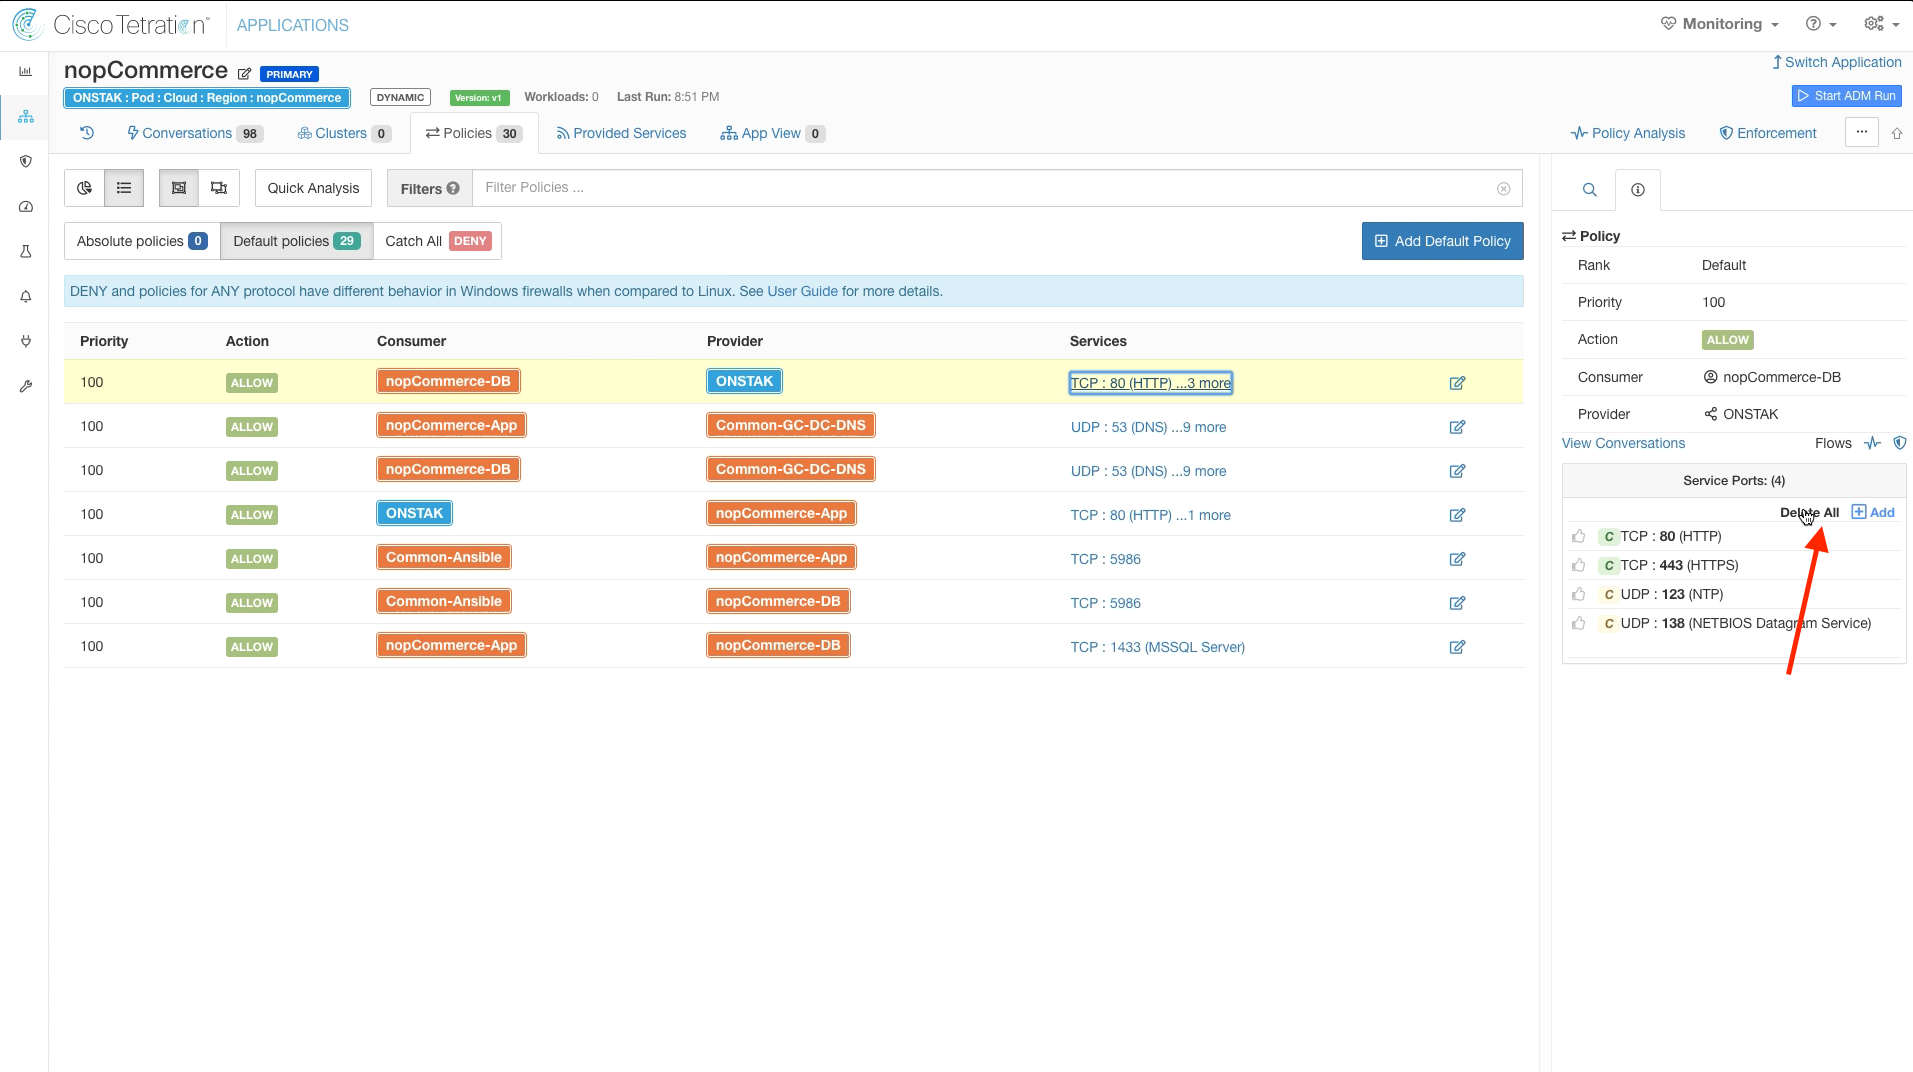 Cisco Tetration™ APPLICATIONS Monitoring
nopCommerce PRIMARY Switch Application
ONSTAK : Pod : Cloud : Region : nopCommerce DYNAMIC Version: v1 Workloads: 0 Last Run: 8:51 PM Start ADM Run
Conversations 98 Clusters 0 Policies 30 Provided Services App View 0 Policy Analysis Enforcement ...
Quick Analysis Filters ? Filter Policies ...
Absolute policies 0 Default policies 29 Catch All DENY Add Default Policy
DENY and policies for ANY protocol have different behavior in Windows firewalls when compared to Linux. See User Guide for more details.
Priority Action Consumer Provider Services
100 ALLOW nopCommerce-DB ONSTAK TCP : 80 (HTTP) ...3 more
100 ALLOW nopCommerce-App Common-GC-DC-DNS UDP : 53 (DNS) ...9 more
100 ALLOW nopCommerce-DB Common-GC-DC-DNS UDP : 53 (DNS) ...9 more
100 ALLOW ONSTAK nopCommerce-App TCP : 80 (HTTP) ...1 more
100 ALLOW Common-Ansible nopCommerce-App TCP : 5986
100 ALLOW Common-Ansible nopCommerce-DB TCP : 5986
100 ALLOW nopCommerce-App nopCommerce-DB TCP : 1433 (MSSQL Server)
Policy
Rank Default
Priority 100
Action ALLOW
Consumer nopCommerce-DB
Provider ONSTAK
View Conversations Flows
Service Ports: (4)
Delete All Add
C TCP : 80 (HTTP)
C TCP : 443 (HTTPS)
C UDP : 123 (NTP)
C UDP : 138 (NETBIOS Datagram Service)